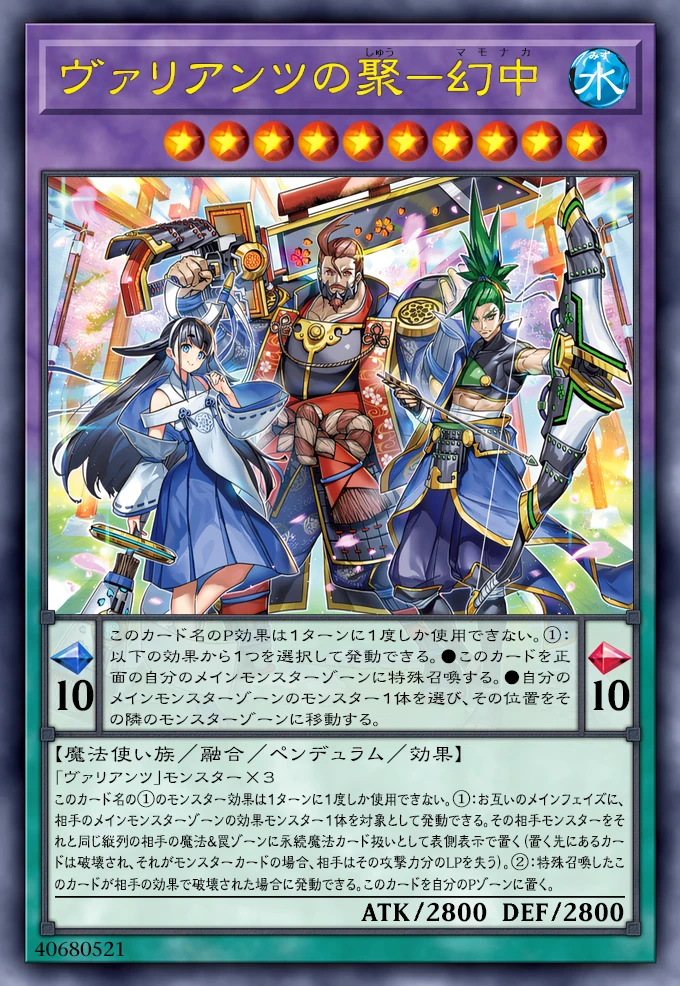 しゅう マモナカ
ヴァリアンツの聚－幻中
みず
水
このカード名のP効果は1ターンに1度しか使用できない。①：
以下の効果から1つを選択して発動できる。●このカードを正
面の自分のメインモンスターゾーンに特殊召喚する。●自分の
メインモンスターゾーンのモンスター1体を選び、その位置をそ
の隣のモンスターゾーンに移動する。
10
10
【魔法使い族／融合／ペンデュラム／効果】
「ヴァリアンツ」モンスター×３
このカード名の①のモンスター効果は1ターンに1度しか使用できない。①：お互いのメインフェイズに、
相手のメインモンスターゾーンの効果モンスター1体を対象として発動できる。その相手モンスターをそ
れと同じ縦列の相手の魔法&罠ゾーンに永続魔法カード扱いとして表側表示で置く（置く先にあるカー
ドは破壊され、それがモンスターカードの場合、相手はその攻撃力分のLPを失う）。②：特殊召喚したこ
のカードが相手の効果で破壊された場合に発動できる。このカードを自分のPゾーンに置く。
ATK/2800 DEF/2800
40680521